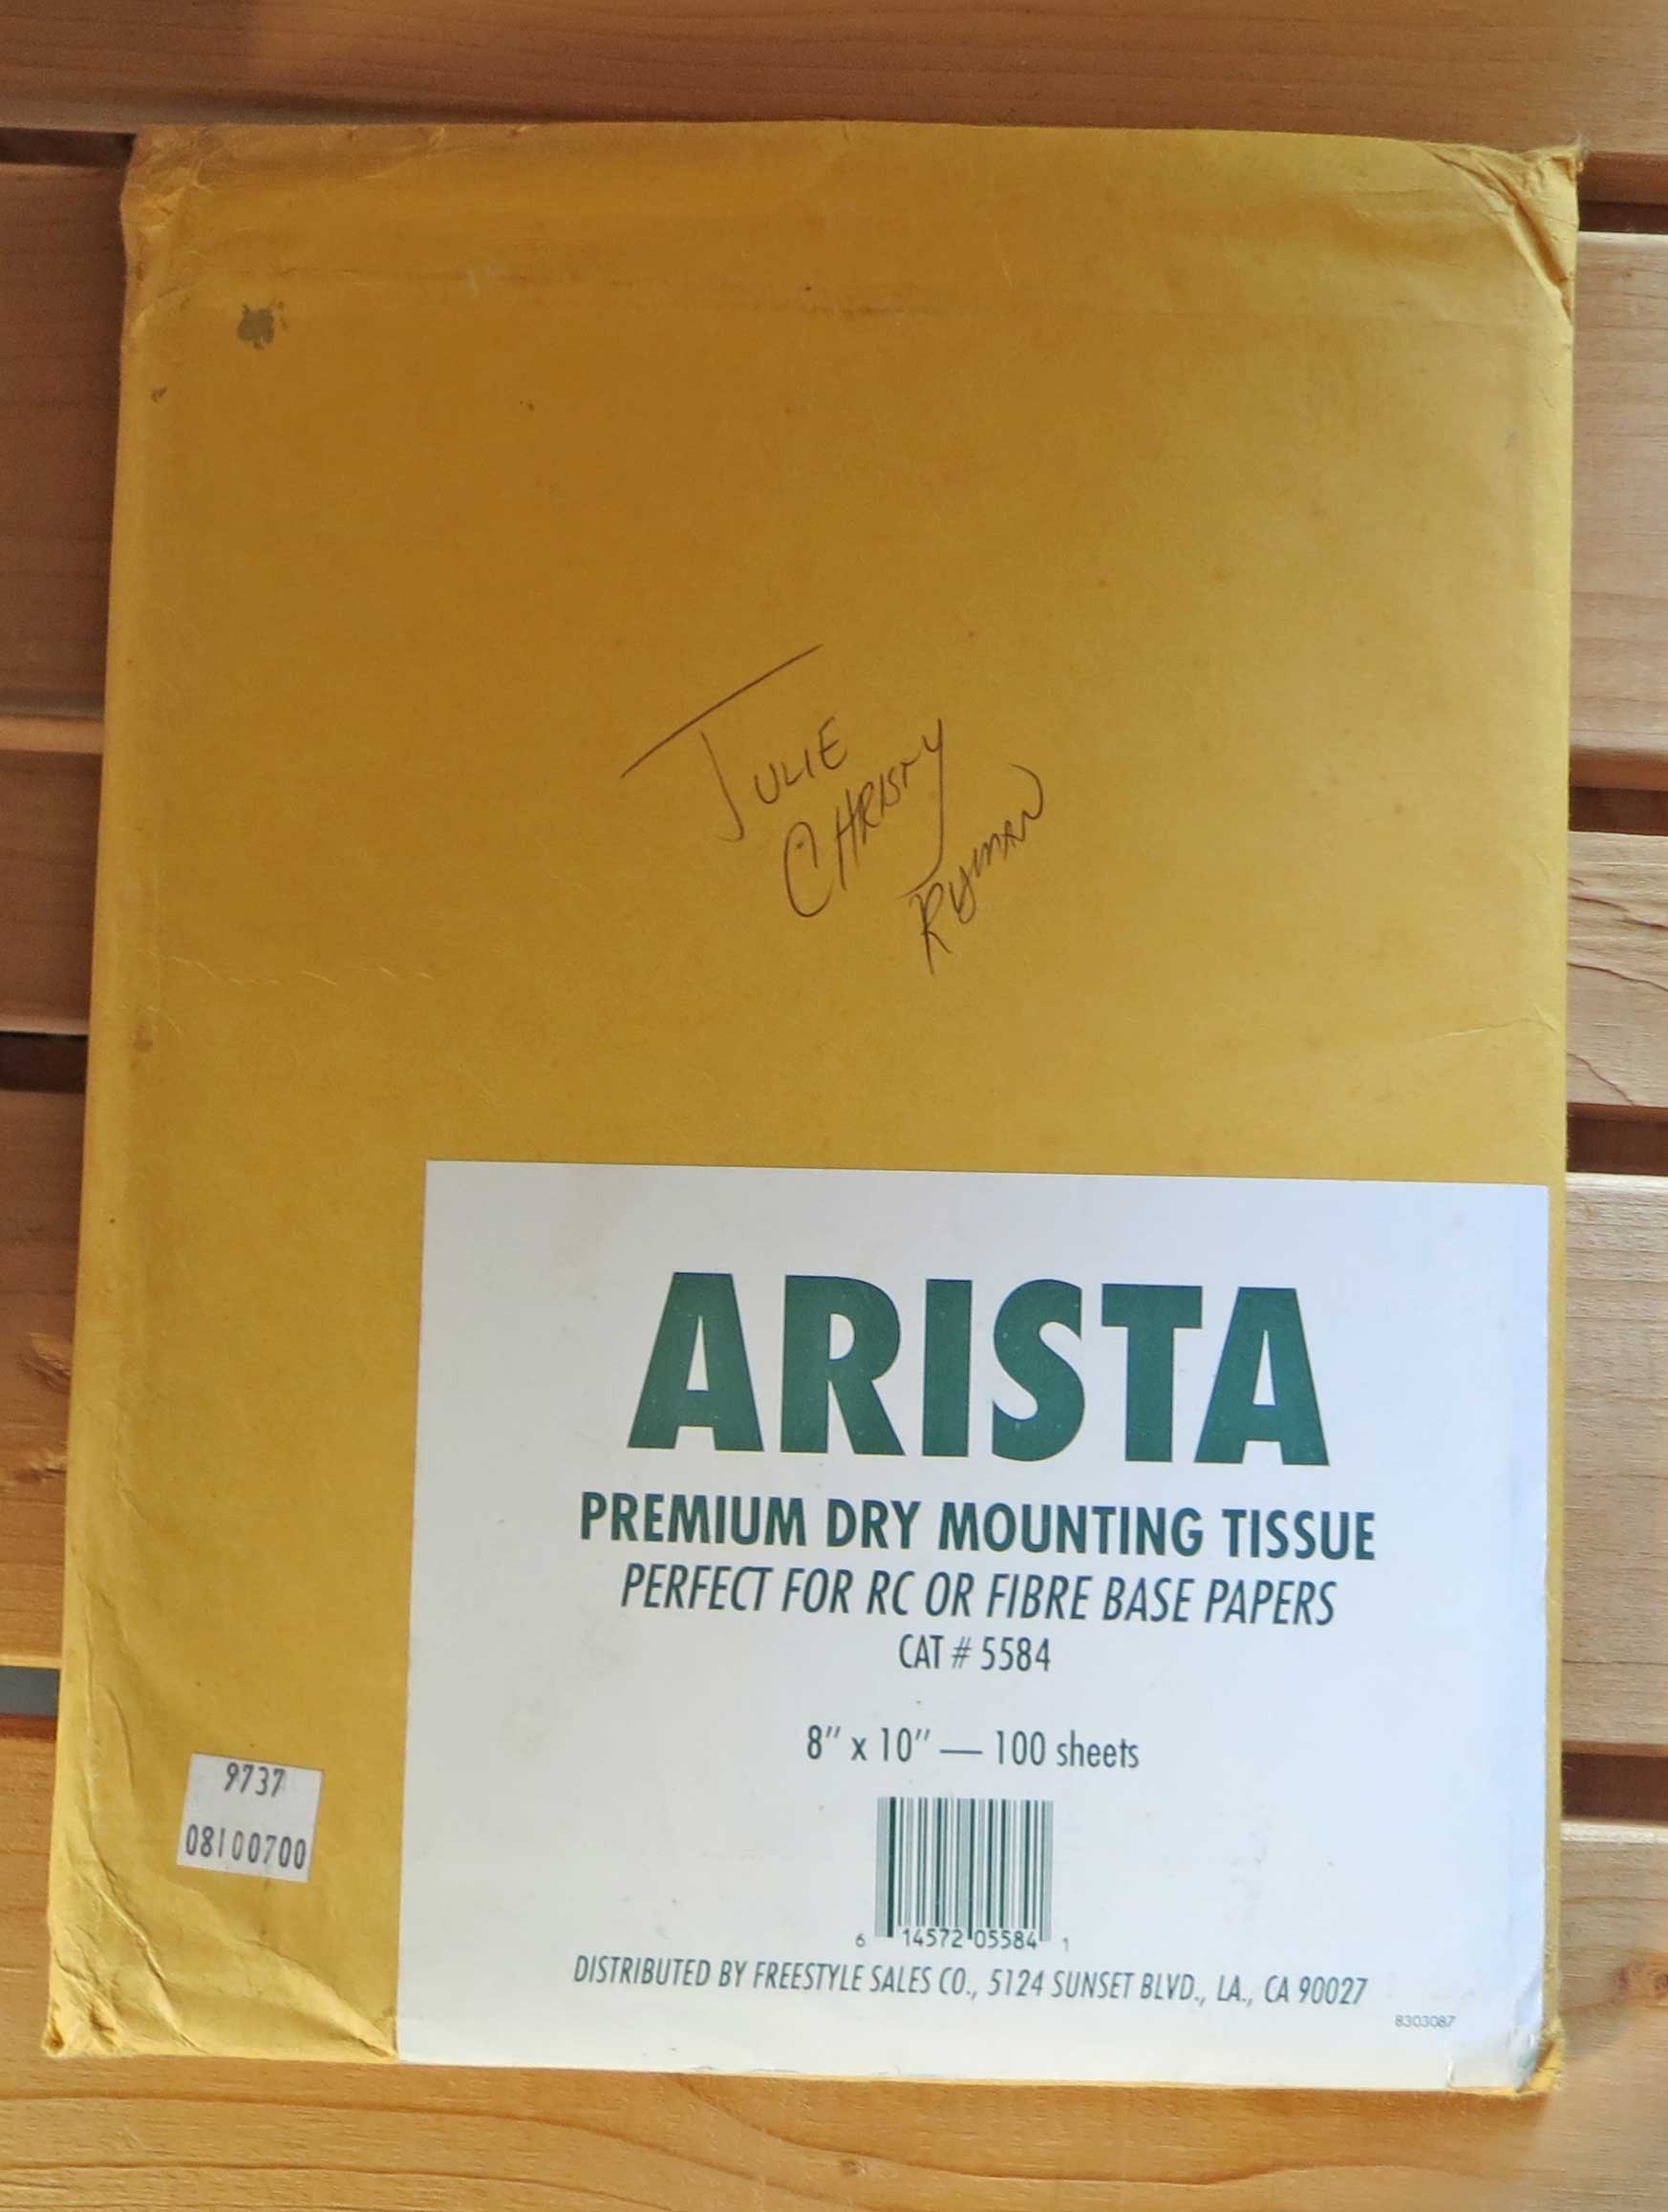 JULIE
CHRISTY
RYMAN
ARISTA
PREMIUM DRY MOUNTING TISSUE
PERFECT FOR RC OR FIBRE BASE PAPERS
CAT # 5584
8" x 10" — 100 sheets
9737
08100700
6 14572 05584 1
DISTRIBUTED BY FREESTYLE SALES CO., 5124 SUNSET BLVD., LA., CA 90027
8303087